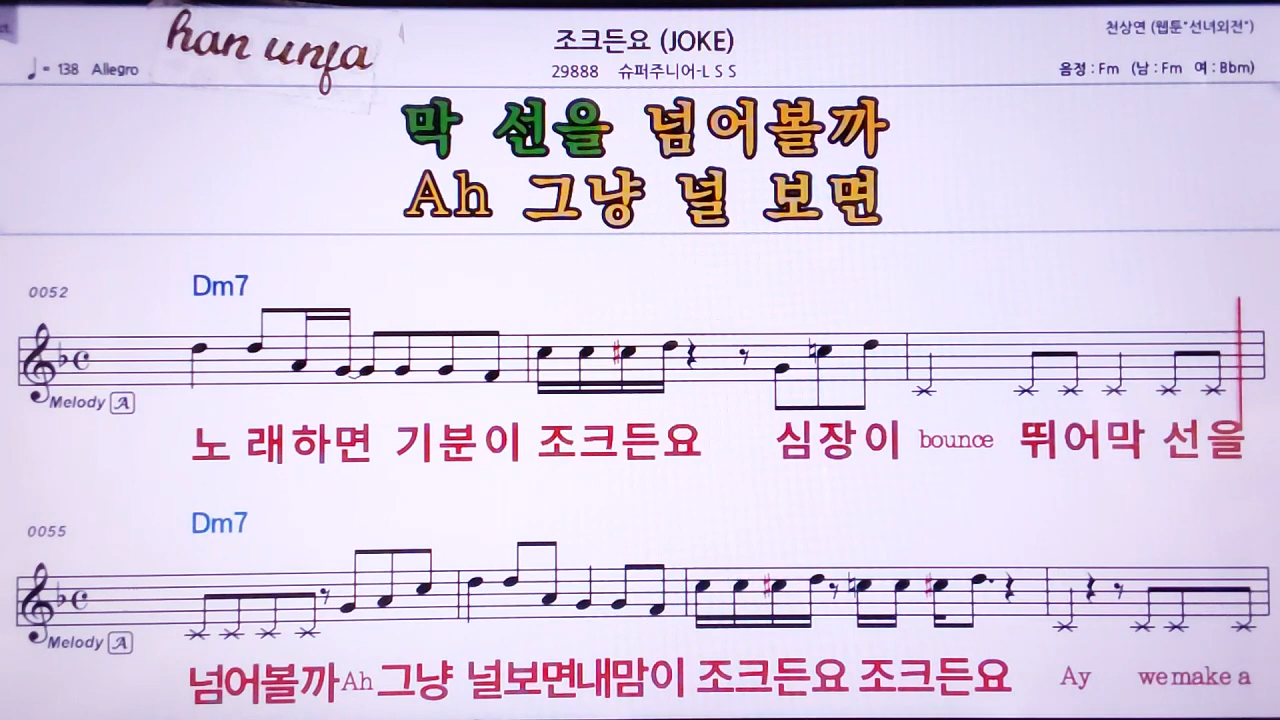 han unfa
천상연 (웹툰"선녀외전")
조크든요 (JOKE)
♩= 138 Allegro
29888 슈퍼주니어-L S S
음정 : Fm (남 : Fm 여 : Bbm)
막 선을 넘어볼까
Ah 그냥 널 보면
0052
Dm7
Melody A
노 래하면 기분이 조크든요 심장이 bounce 뛰어막 선을
0055
Dm7
Melody A
넘어볼까Ah그냥 널보면내맘이 조크든요 조크든요 Ay we make a